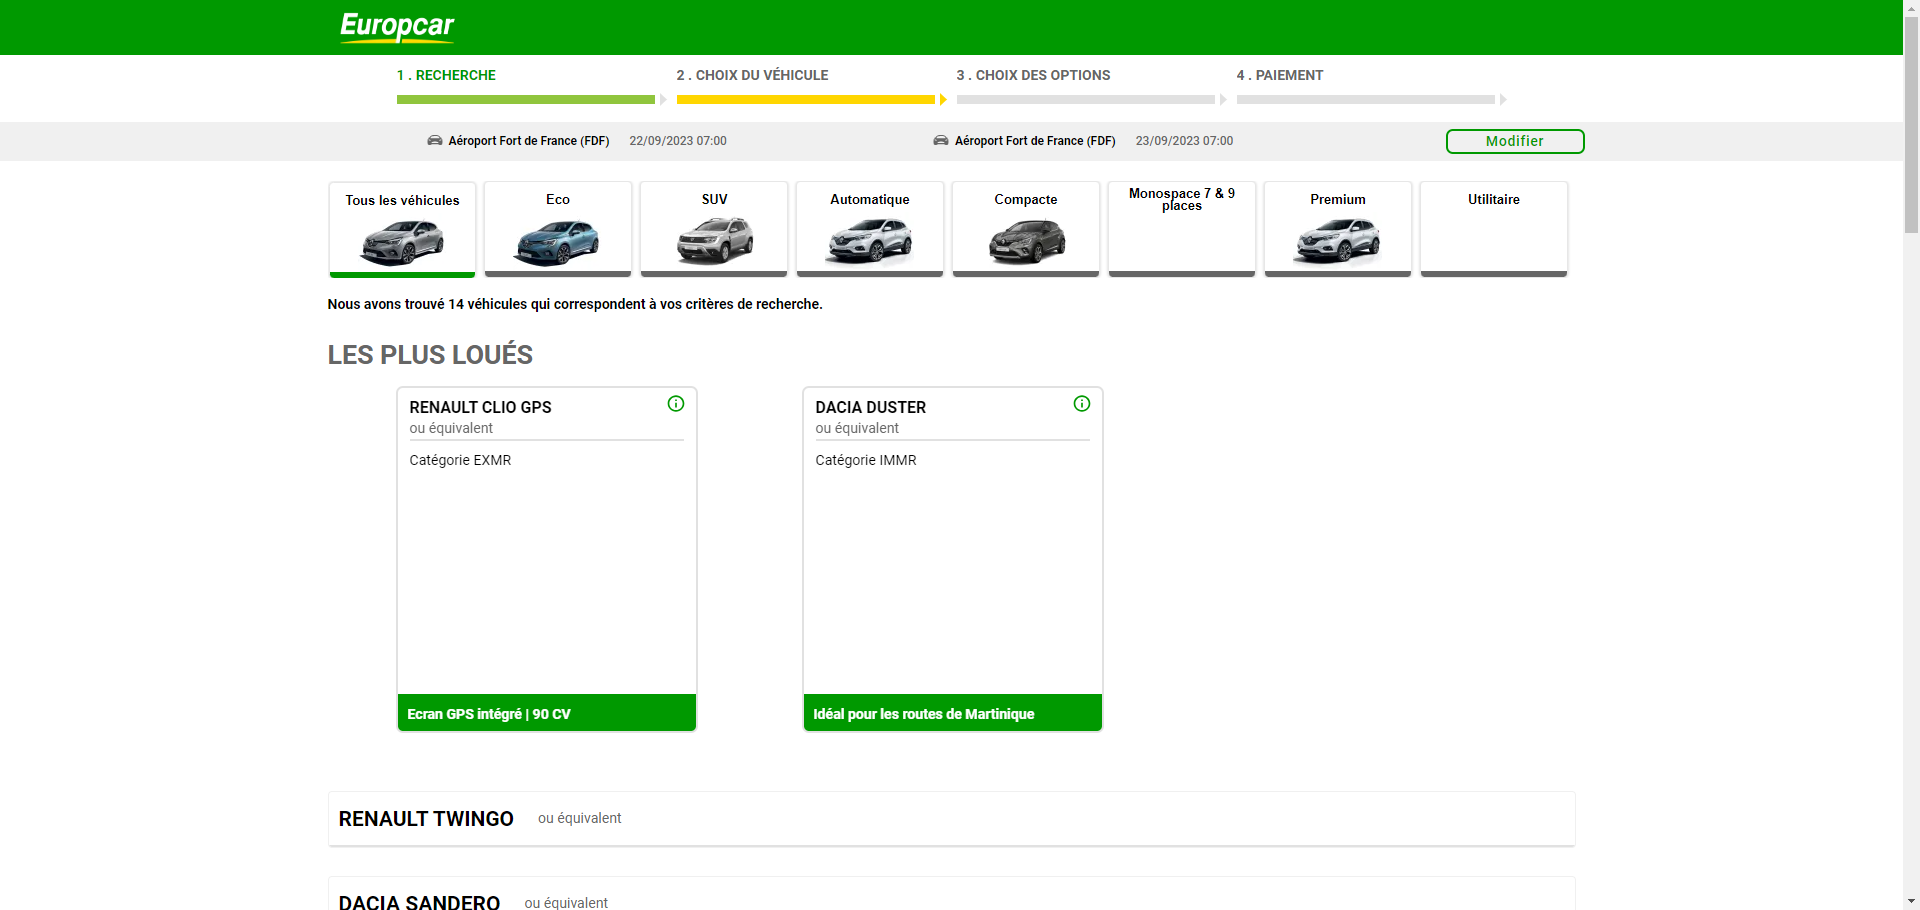 Europcar
1 . RECHERCHE
2 . CHOIX DU VÉHICULE
3 . CHOIX DES OPTIONS
4 . PAIEMENT
Aéroport Fort de France (FDF) 22/09/2023 07:00
Aéroport Fort de France (FDF) 23/09/2023 07:00
Modifier
Tous les véhicules
Eco
SUV
Automatique
Compacte
Monospace 7 & 9
places
Premium
Utilitaire
Nous avons trouvé 14 véhicules qui correspondent à vos critères de recherche.
LES PLUS LOUÉS
RENAULT CLIO GPS
ou équivalent
Catégorie EXMR
Ecran GPS intégré | 90 CV
DACIA DUSTER
ou équivalent
Catégorie IMMR
Idéal pour les routes de Martinique
RENAULT TWINGO ou équivalent
DACIA SANDERO ou équivalent